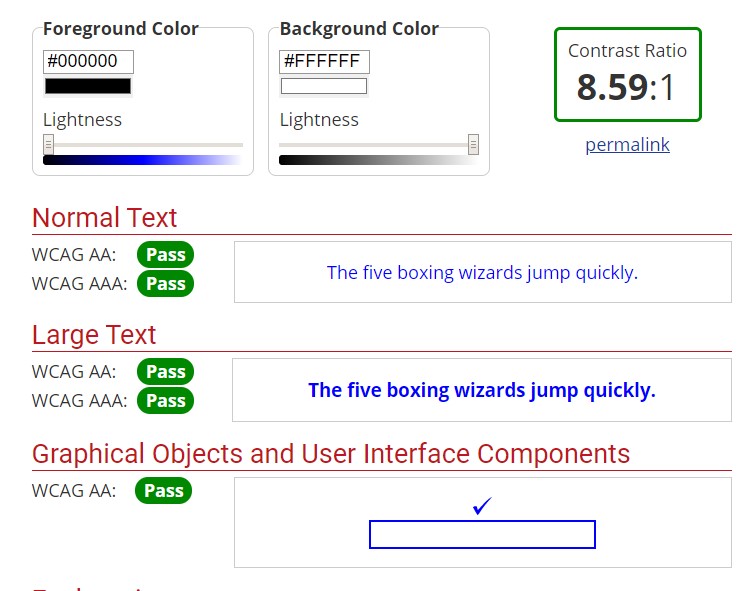 Foreground Color
Background Color
#000000
#FFFFFF
Lightness
Lightness
Contrast Ratio
8.59:1
permalink
Normal Text
WCAG AA: Pass
WCAG AAA: Pass
The five boxing wizards jump quickly.
Large Text
WCAG AA: Pass
WCAG AAA: Pass
The five boxing wizards jump quickly.
Graphical Objects and User Interface Components
WCAG AA: Pass
✓